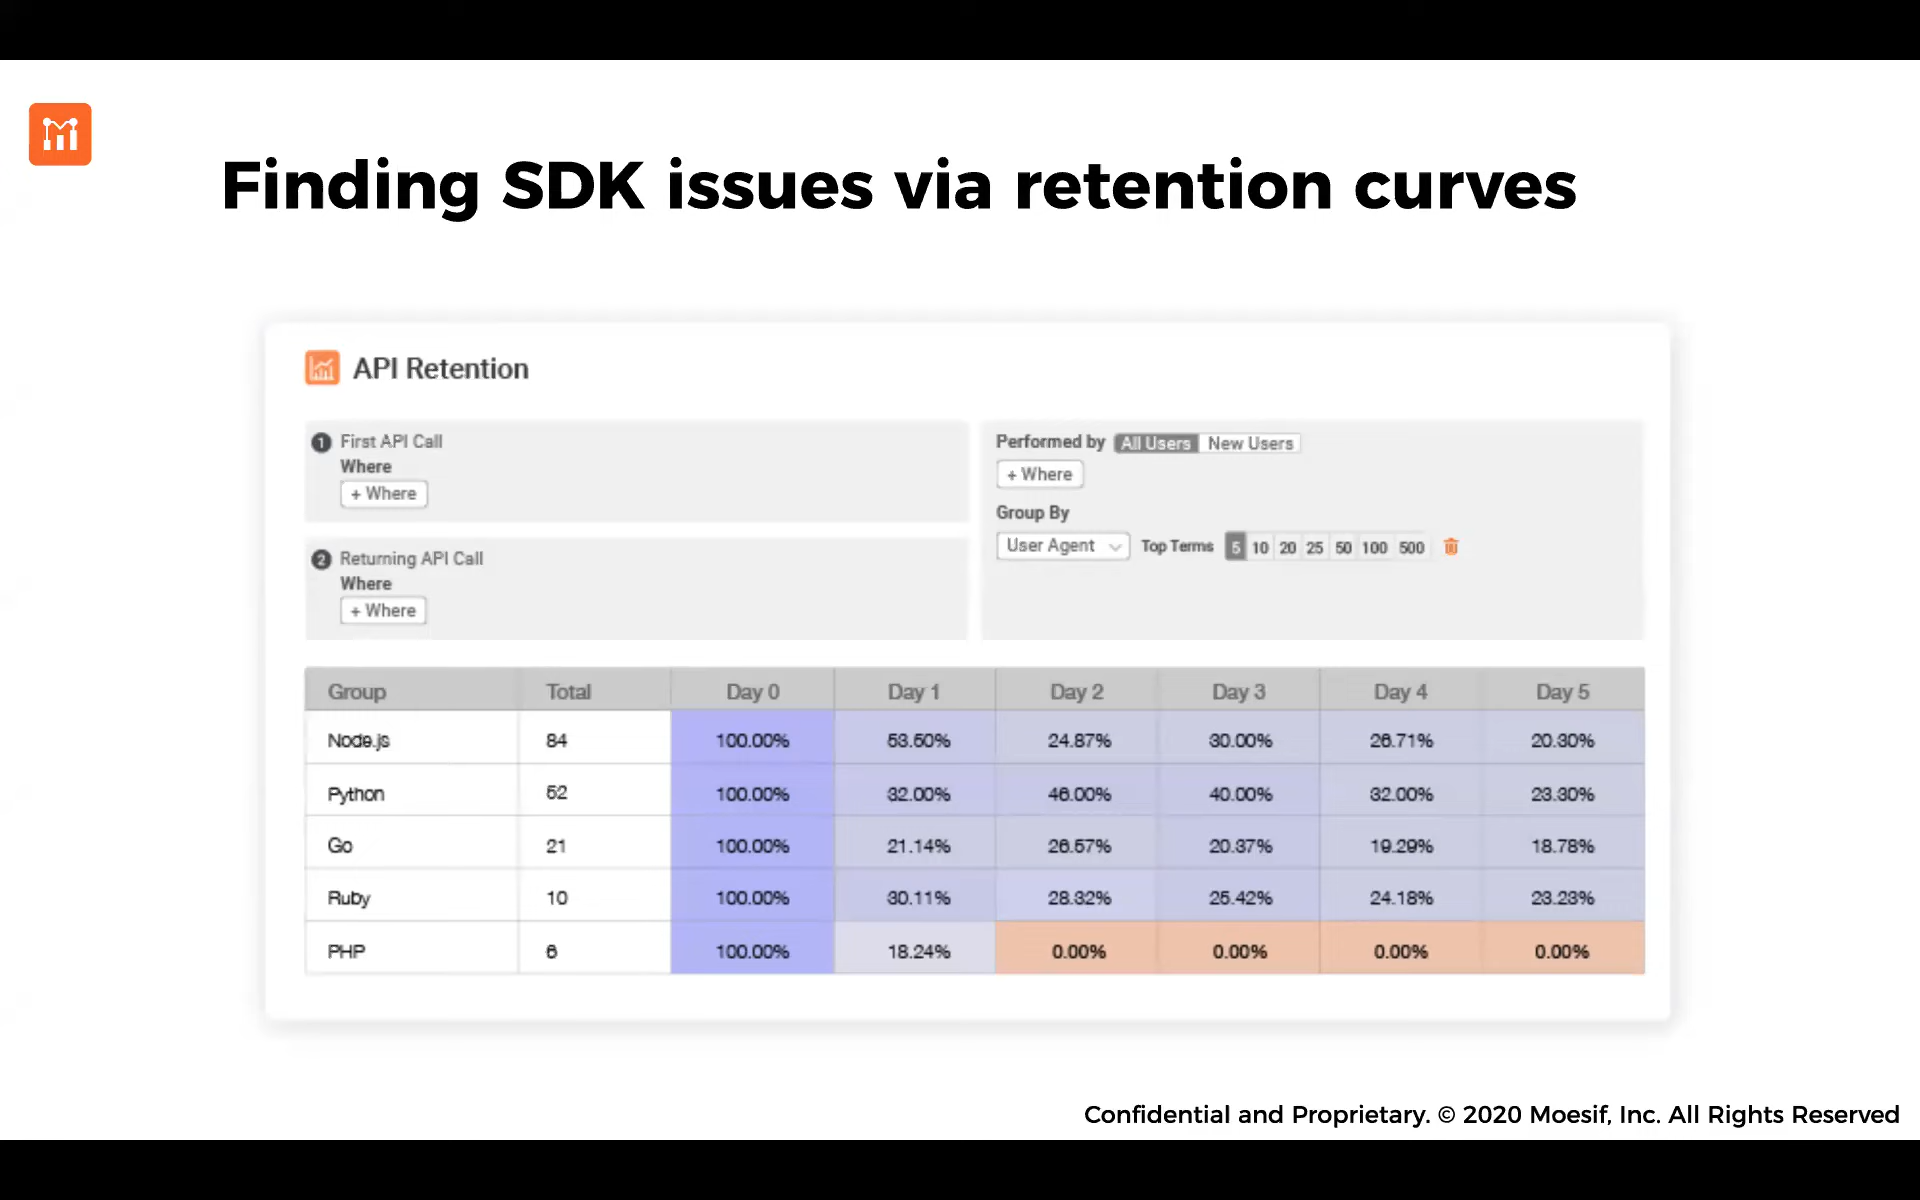 Finding SDK issues via retention curves
API Retention
1 First API Call
Where
+ Where
2 Returning API Call
Where
+ Where
Performed by All Users New Users
+ Where
Group By
User Agent Top Terms 5 10 20 25 50 100 500
Group Total Day 0 Day 1 Day 2 Day 3 Day 4 Day 5
Node.js 84 100.00% 53.50% 24.87% 30.00% 26.71% 20.30%
Python 52 100.00% 32.00% 46.00% 40.00% 32.00% 23.30%
Go 21 100.00% 21.14% 26.57% 20.37% 19.29% 18.78%
Ruby 10 100.00% 30.11% 28.32% 25.42% 24.18% 23.23%
PHP 6 100.00% 18.24% 0.00% 0.00% 0.00% 0.00%
Confidential and Proprietary. © 2020 Moesif, Inc. All Rights Reserved